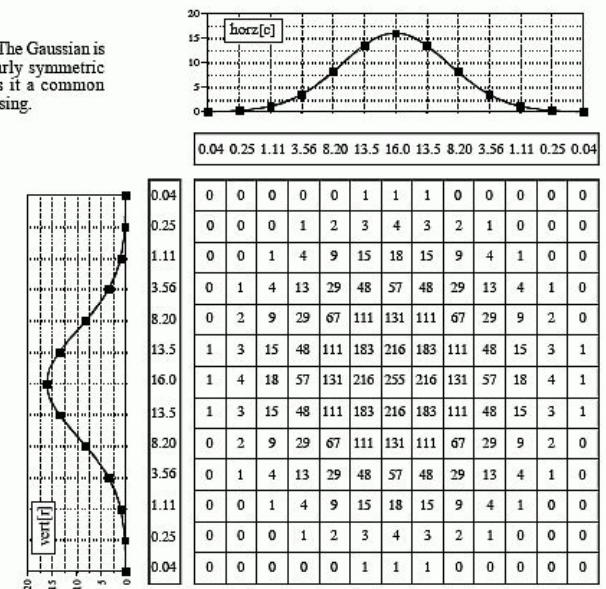 The Gaussian is
rly symmetric
s it a common
sing.
20
15
10
5
0
horz[c]
0.04 0.25 1.11 3.56 8.20 13.5 16.0 13.5 8.20 3.56 1.11 0.25 0.04
0.04 0 0 0 0 0 1 1 1 0 0 0 0 0
0.25 0 0 0 1 2 3 4 3 2 1 0 0 0
1.11 0 0 1 4 9 15 18 15 9 4 1 0 0
3.56 0 1 4 13 29 48 57 48 29 13 4 1 0
8.20 0 2 9 29 67 111 131 111 67 29 9 2 0
13.5 1 3 15 48 111 183 216 183 111 48 15 3 1
16.0 1 4 18 57 131 216 255 216 131 57 18 4 1
13.5 1 3 15 48 111 183 216 183 111 48 15 3 1
8.20 0 2 9 29 67 111 131 111 67 29 9 2 0
3.56 0 1 4 13 29 48 57 48 29 13 4 1 0
1.11 0 0 1 4 9 15 18 15 9 4 1 0 0
0.25 0 0 0 1 2 3 4 3 2 1 0 0 0
0.04 0 0 0 0 0 1 1 1 0 0 0 0 0
vert[r]
20 15 10 5 0